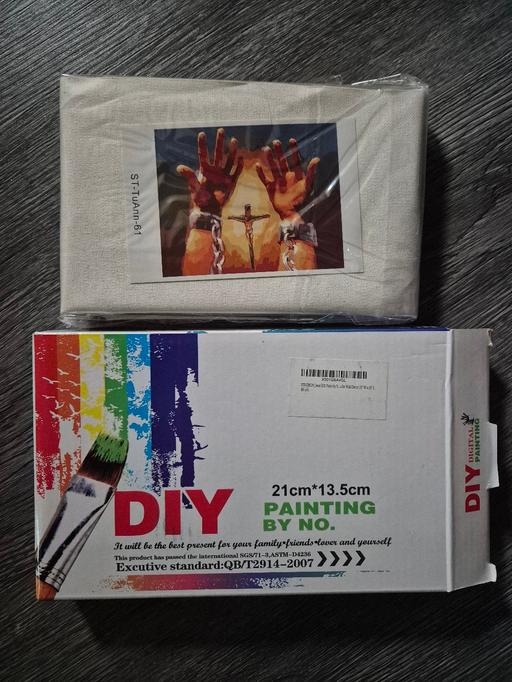 ST-TuAnn-61
DIY
21cm*13.5cm
PAINTING
BY NO.
It will be the best present for your family•friends•lover and yourself
This product has passed the international SGS/71-3,ASTM-D4236
Excutive standard:QB/T2914-2007
DIY
DIGITAL
PAINTING